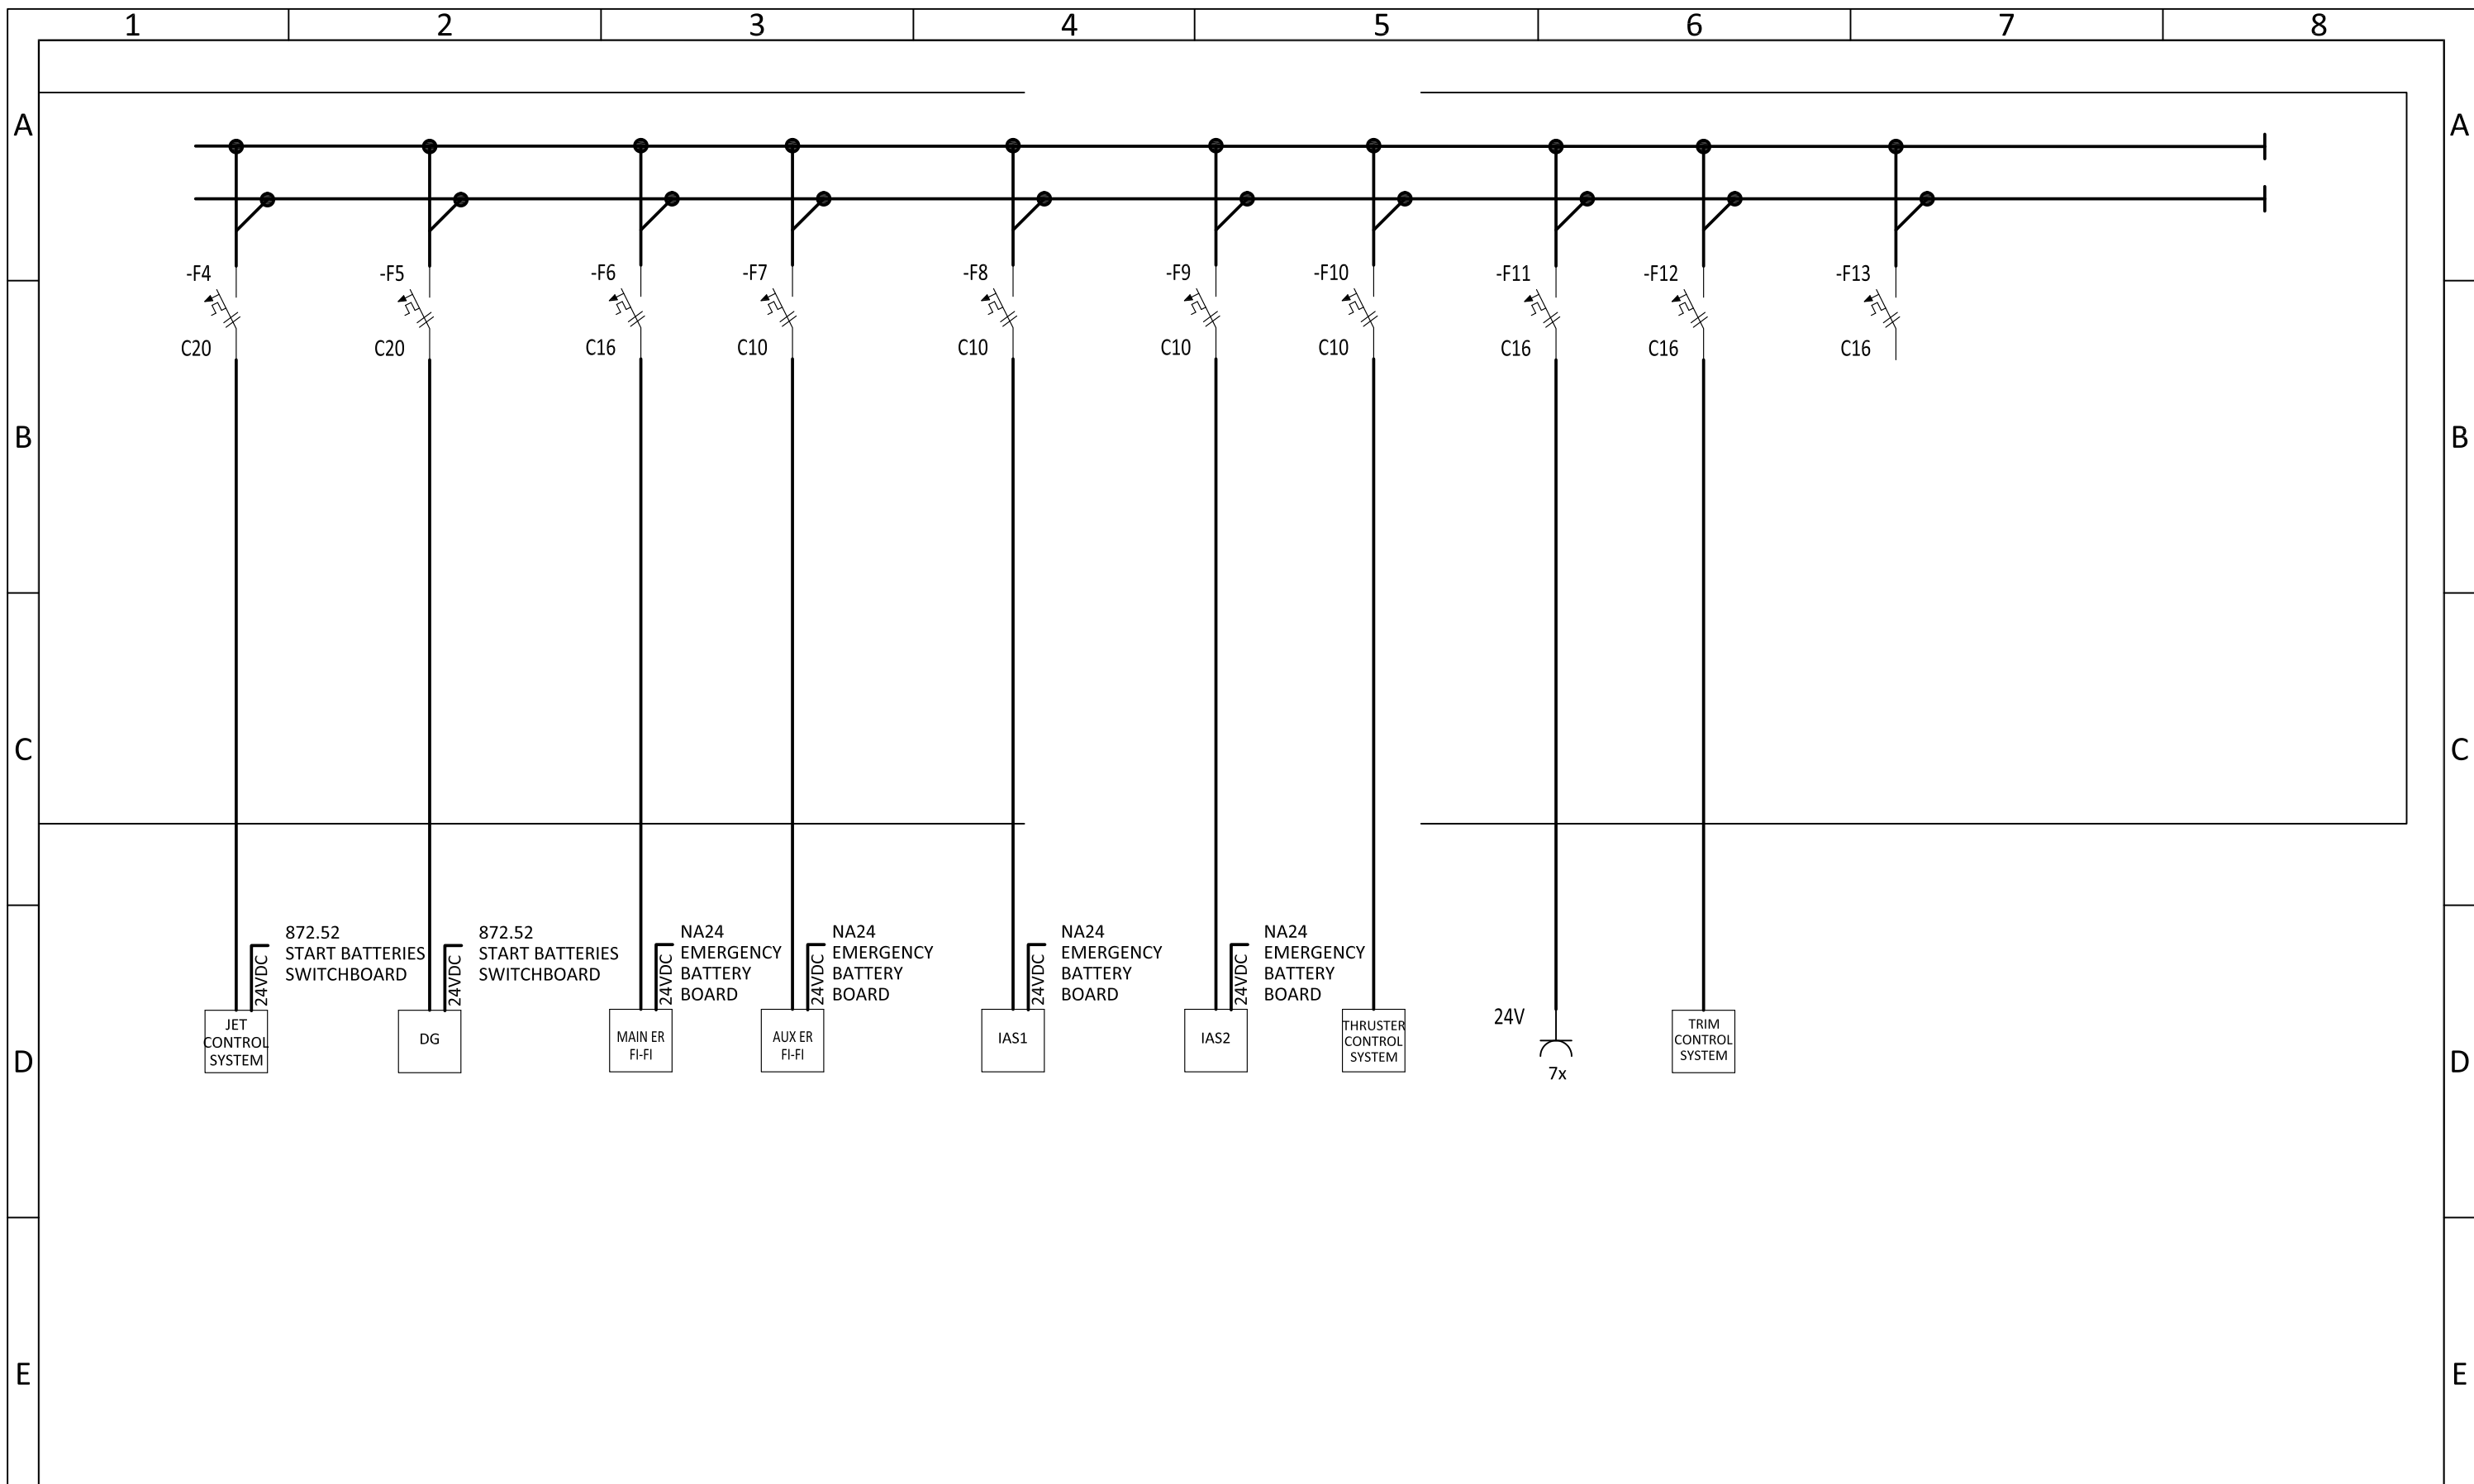 1 2 3 4 5 6 7 8
A A
-F4 -F5 -F6 -F7 -F8 -F9 -F10 -F11 -F12 -F13
C20 C20 C16 C10 C10 C10 C10 C16 C16 C16
B B
C C
872.52
START BATTERIES
SWITCHBOARD
24VDC
872.52
START BATTERIES
SWITCHBOARD
24VDC
NA24
EMERGENCY
BATTERY
BOARD
24VDC
NA24
EMERGENCY
BATTERY
BOARD
24VDC
NA24
EMERGENCY
BATTERY
BOARD
24VDC
NA24
EMERGENCY
BATTERY
BOARD
24VDC
JET
CONTROL
SYSTEM
DG
MAIN ER
FI-FI
AUX ER
FI-FI
IAS1
IAS2
THRUSTER
CONTROL
SYSTEM
24V
7x
TRIM
CONTROL
SYSTEM
D D
E E